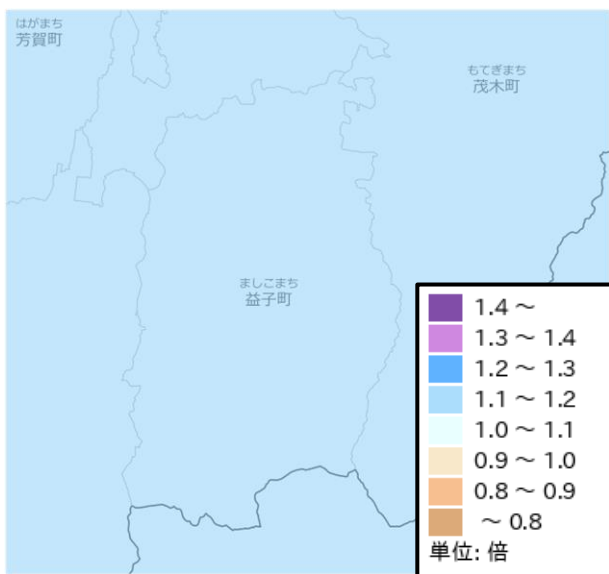 はがまち
芳賀町
もてぎまち
茂木町
ましこまち
益子町
1.4 ～
1.3 ～ 1.4
1.2 ～ 1.3
1.1 ～ 1.2
1.0 ～ 1.1
0.9 ～ 1.0
0.8 ～ 0.9
～ 0.8
単位: 倍